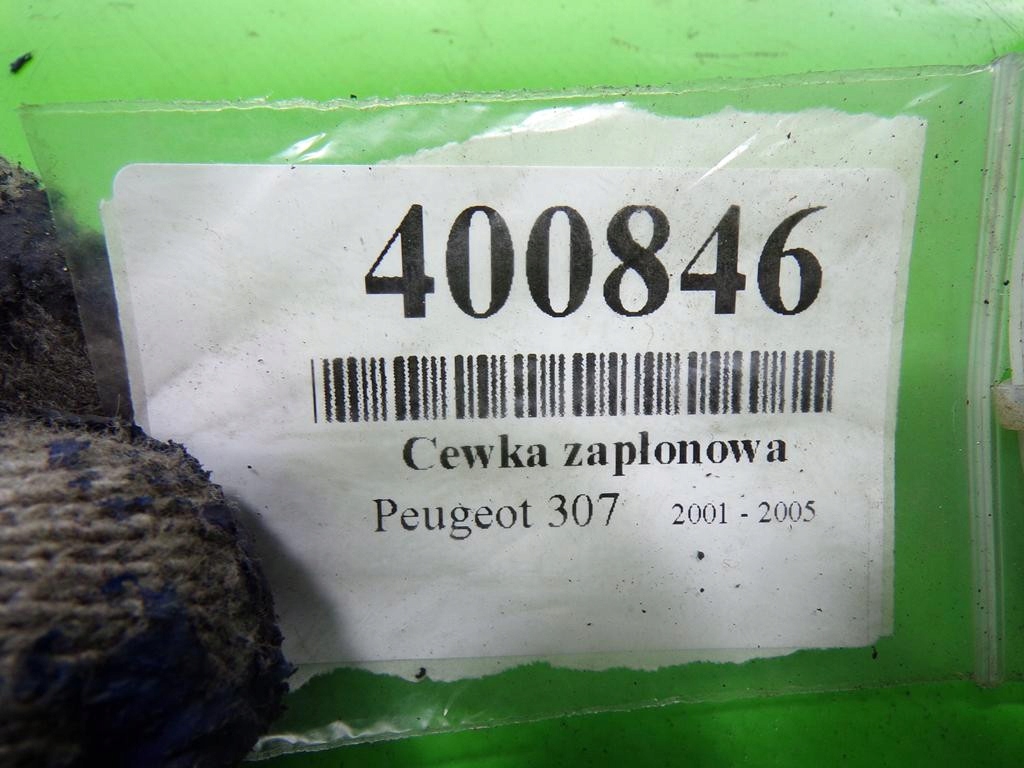 400846
Cewka zapłonowa
Peugeot 307 2001 - 2005